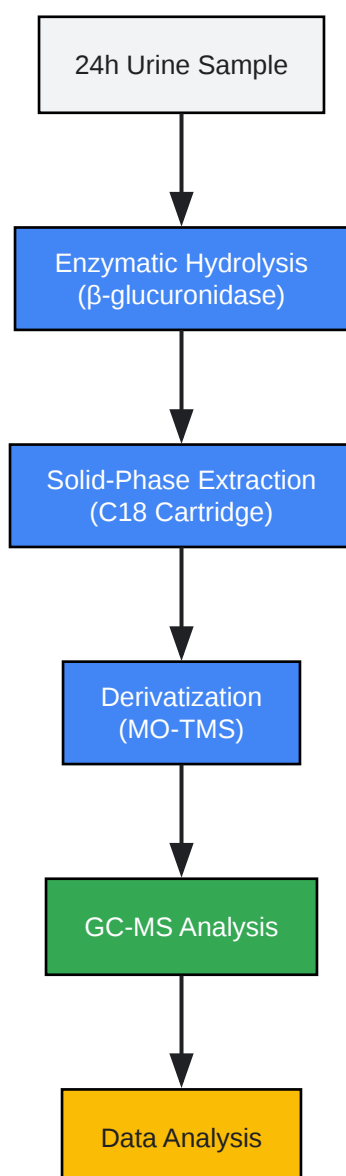 24h Urine Sample
Enzymatic Hydrolysis
(β-glucuronidase)
Solid-Phase Extraction
(C18 Cartridge)
Derivatization
(MO-TMS)
GC-MS Analysis
Data Analysis